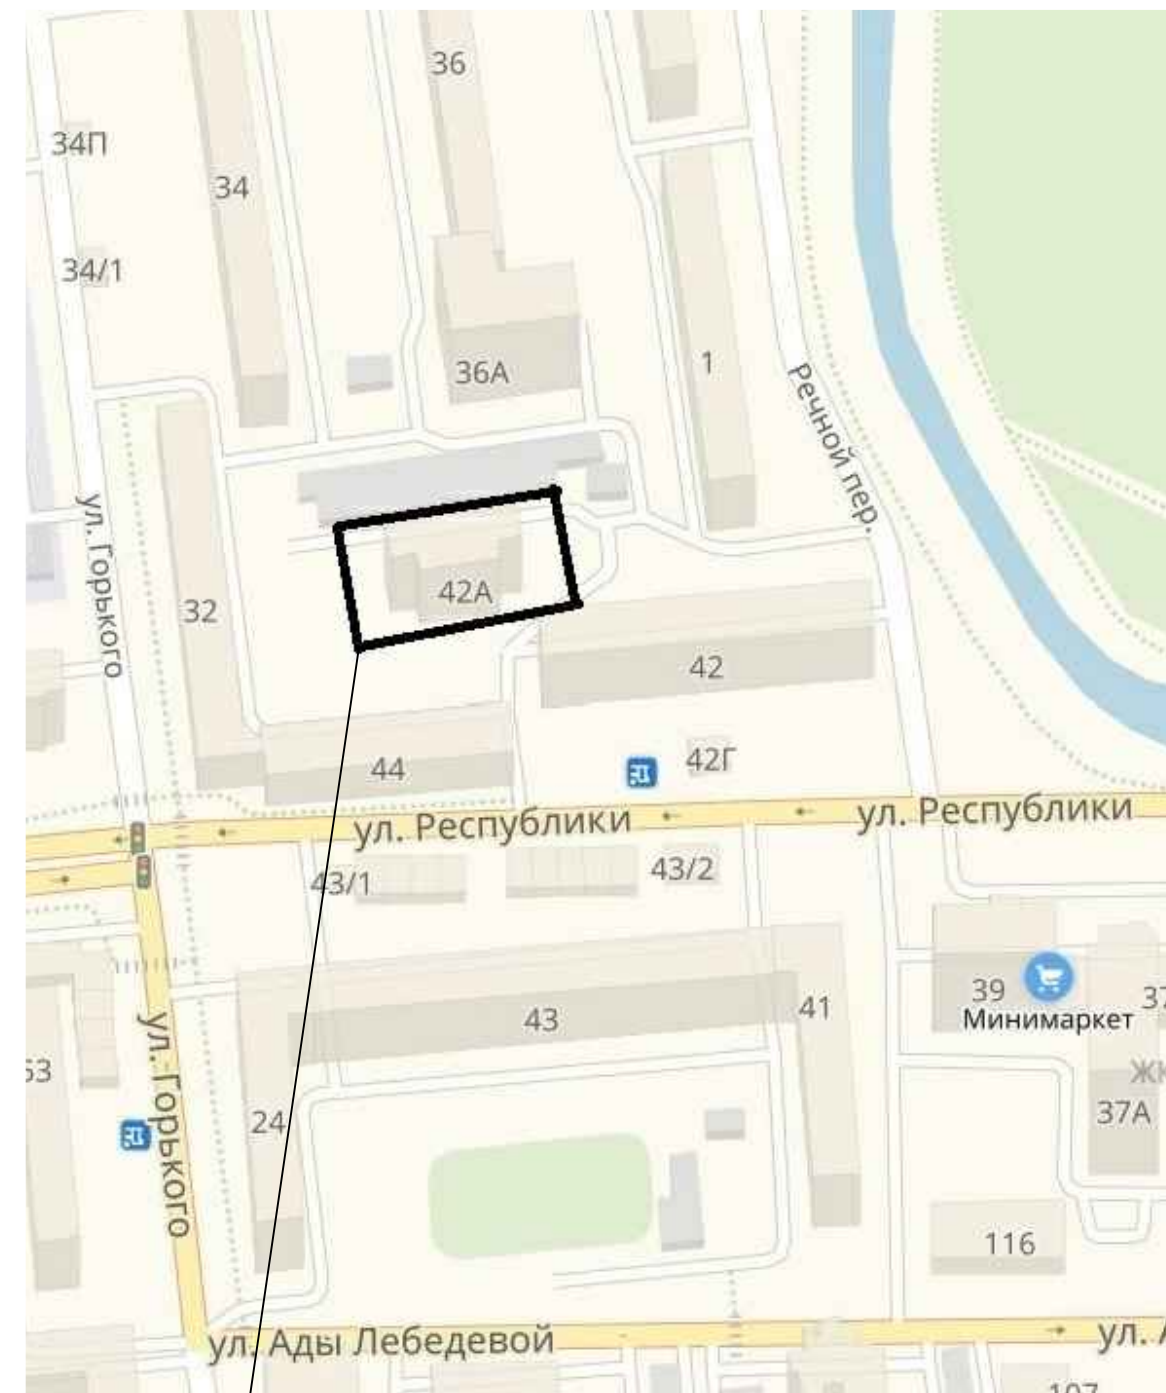 36
34П
34
34/1
36А
1
Речной пер.
ул. Горького
42А
32
42
44
42Г
ул. Республики
ул. Республики
43/1
43/2
39
Минимаркет
43
41
ул. Горького
24
37А
116
ул. Ады Лебедевой
ул.